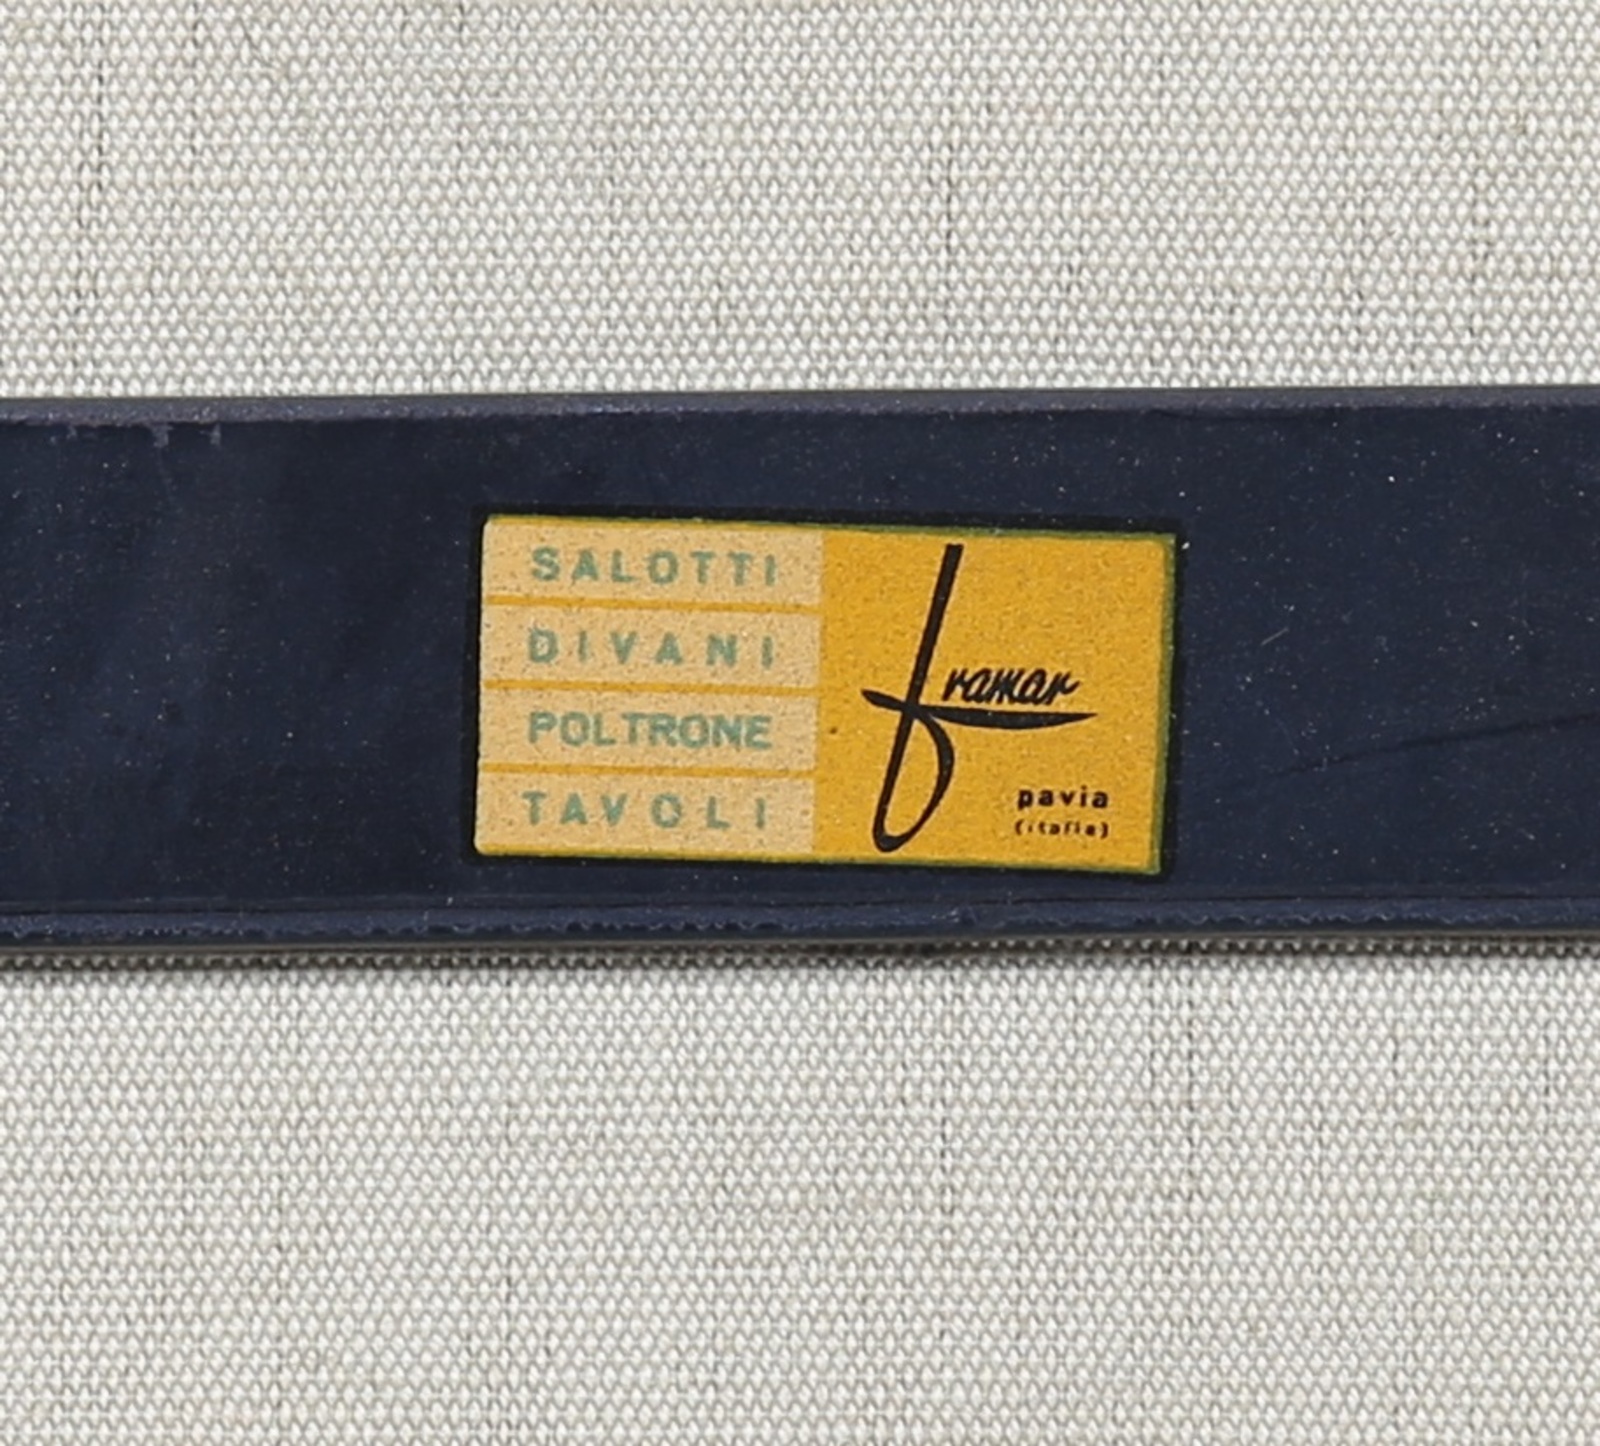 SALOTTI
DIVANI
POLTRONE
TAVOLI
framar
pavia
(italia)